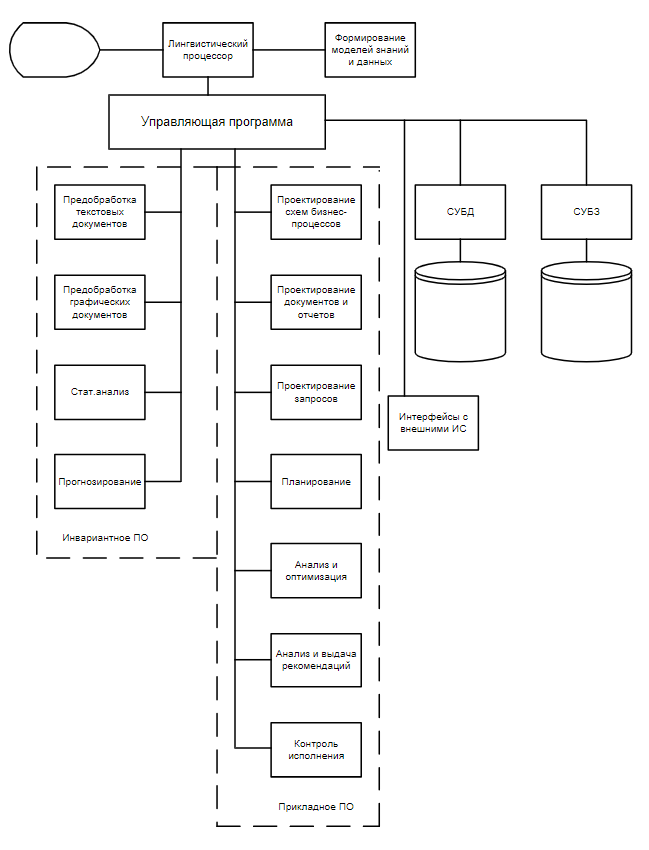 Лингвистический
процессор
Формирование
моделей знаний
и данных
Управляющая программа
Предобработка
текстовых
документов
Проектирование
схем бизнес-
процессов
СУБД
СУБЗ
Предобработка
графических
документов
Проектирование
документов и
отчетов
Стат.анализ
Проектирование
запросов
Интерфейсы с
внешними ИС
Прогнозирование
Планирование
Инвариантное ПО
Анализ и
оптимизация
Анализ и выдача
рекомендаций
Контроль
исполнения
Прикладное ПО